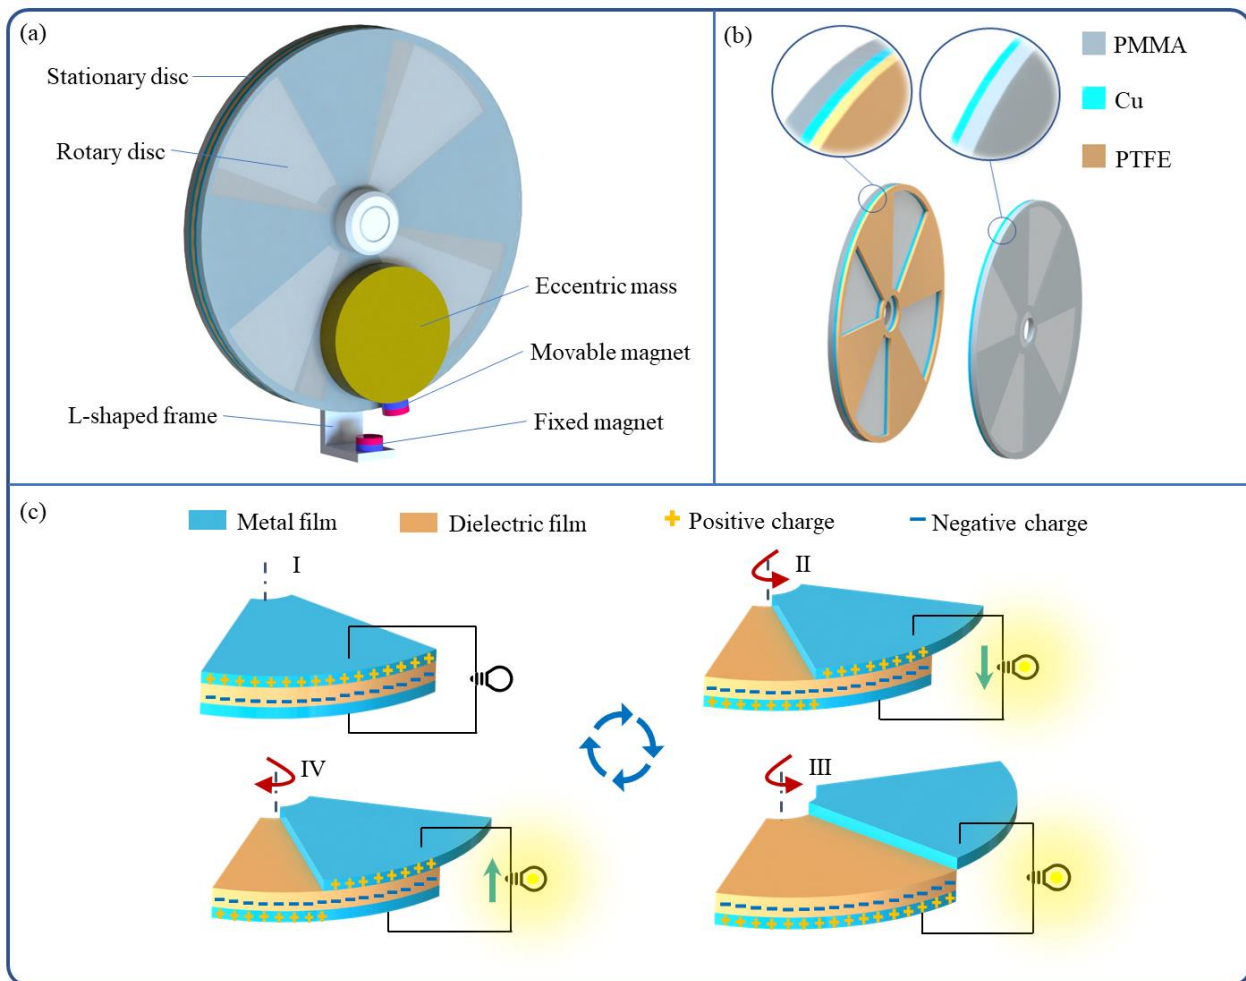 (a)
Stationary disc
Rotary disc
Eccentric mass
Movable magnet
L-shaped frame
Fixed magnet
(b)
PMMA
Cu
PTFE
(c)
Metal film
Dielectric film
Positive charge
Negative charge
I
II
IV
III